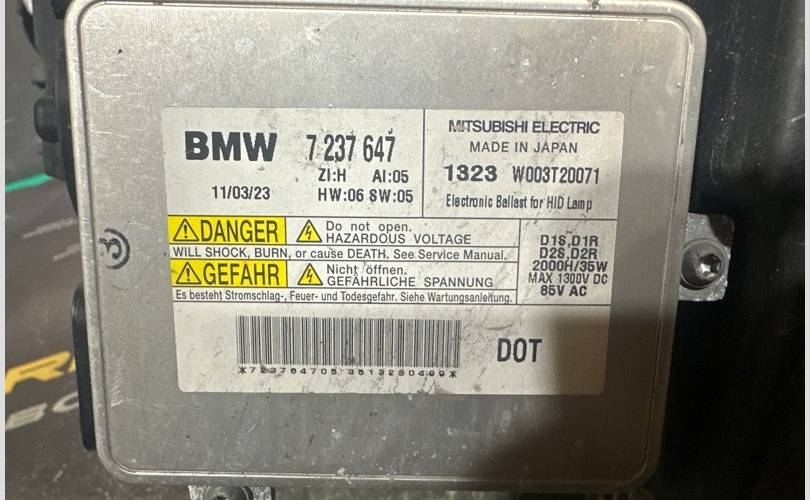 BMW 7 237 647
ZI:H AI:05
11/03/23 HW:06 SW:05
MITSUBISHI ELECTRIC
MADE IN JAPAN
1323 W003T20071
Electronic Ballast for HID Lamp
DANGER Do not open.
HAZARDOUS VOLTAGE
WILL SHOCK, BURN, or cause DEATH. See Service Manual.
GEFAHR Nicht öffnen.
GEFÄHRLICHE SPANNUNG
Es besteht Stromschlag-, Feuer- und Todesgefahr. Siehe Wartungsanleitung.
D1S,D1R
D2S,D2R
2000H/35W
MAX 1300V DC
85V AC
DOT
3